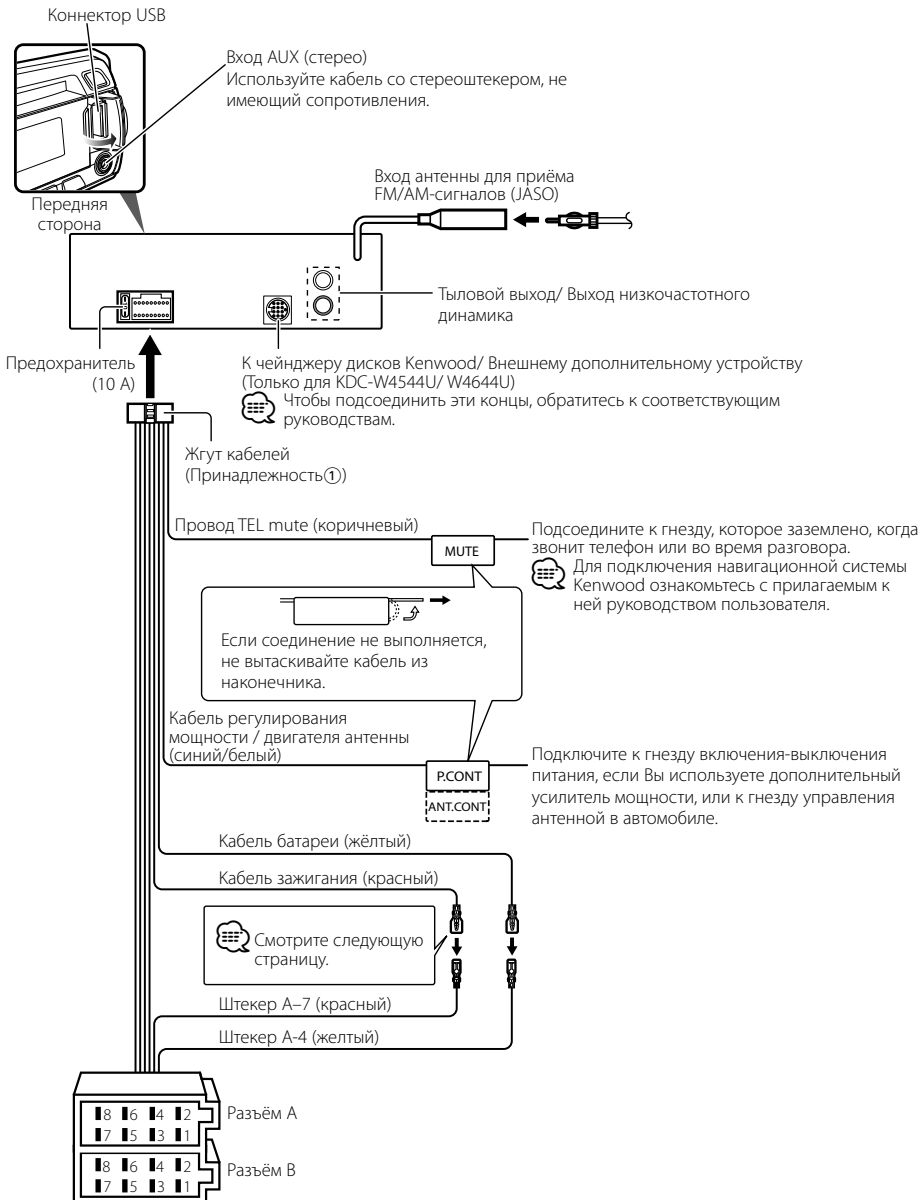 Коннектор USB
Вход AUX (стерео)
Используйте кабель со стереоштекером, не
имеющий сопротивления.
Передняя
сторона
Вход антенны для приёма
FM/AM-сигналов (JASO)
Тыловой выход/ Выход низкочастотного
динамика
Предохранитель
(10 A)
К чейнджеру дисков Kenwood/ Внешнему дополнительному устройству
(Только для KDC-W4544U/ W4644U)
Чтобы подсоединить эти концы, обратитесь к соответствующим
руководствам.
Жгут кабелей
(Принадлежность①)
Провод TEL mute (коричневый)
MUTE
Подсоедините к гнезду, которое заземлено, когда
звонит телефон или во время разговора.
Для подключения навигационной системы
Kenwood ознакомьтесь с прилагаемым к
ней руководством пользователя.
Если соединение не выполняется,
не вытаскивайте кабель из
наконечника.
Кабель регулирования
мощности / двигателя антенны
(синий/белый)
P.CONT
ANT.CONT
Подключите к гнезду включения-выключения
питания, если Вы используете дополнительный
усилитель мощности, или к гнезду управления
антенной в автомобиле.
Кабель батареи (жёлтый)
Кабель зажигания (красный)
Смотрите следующую
страницу.
Штекер A–7 (красный)
Штекер A-4 (желтый)
8 6 4 2
7 5 3 1
Разъём A
8 6 4 2
7 5 3 1
Разъём B